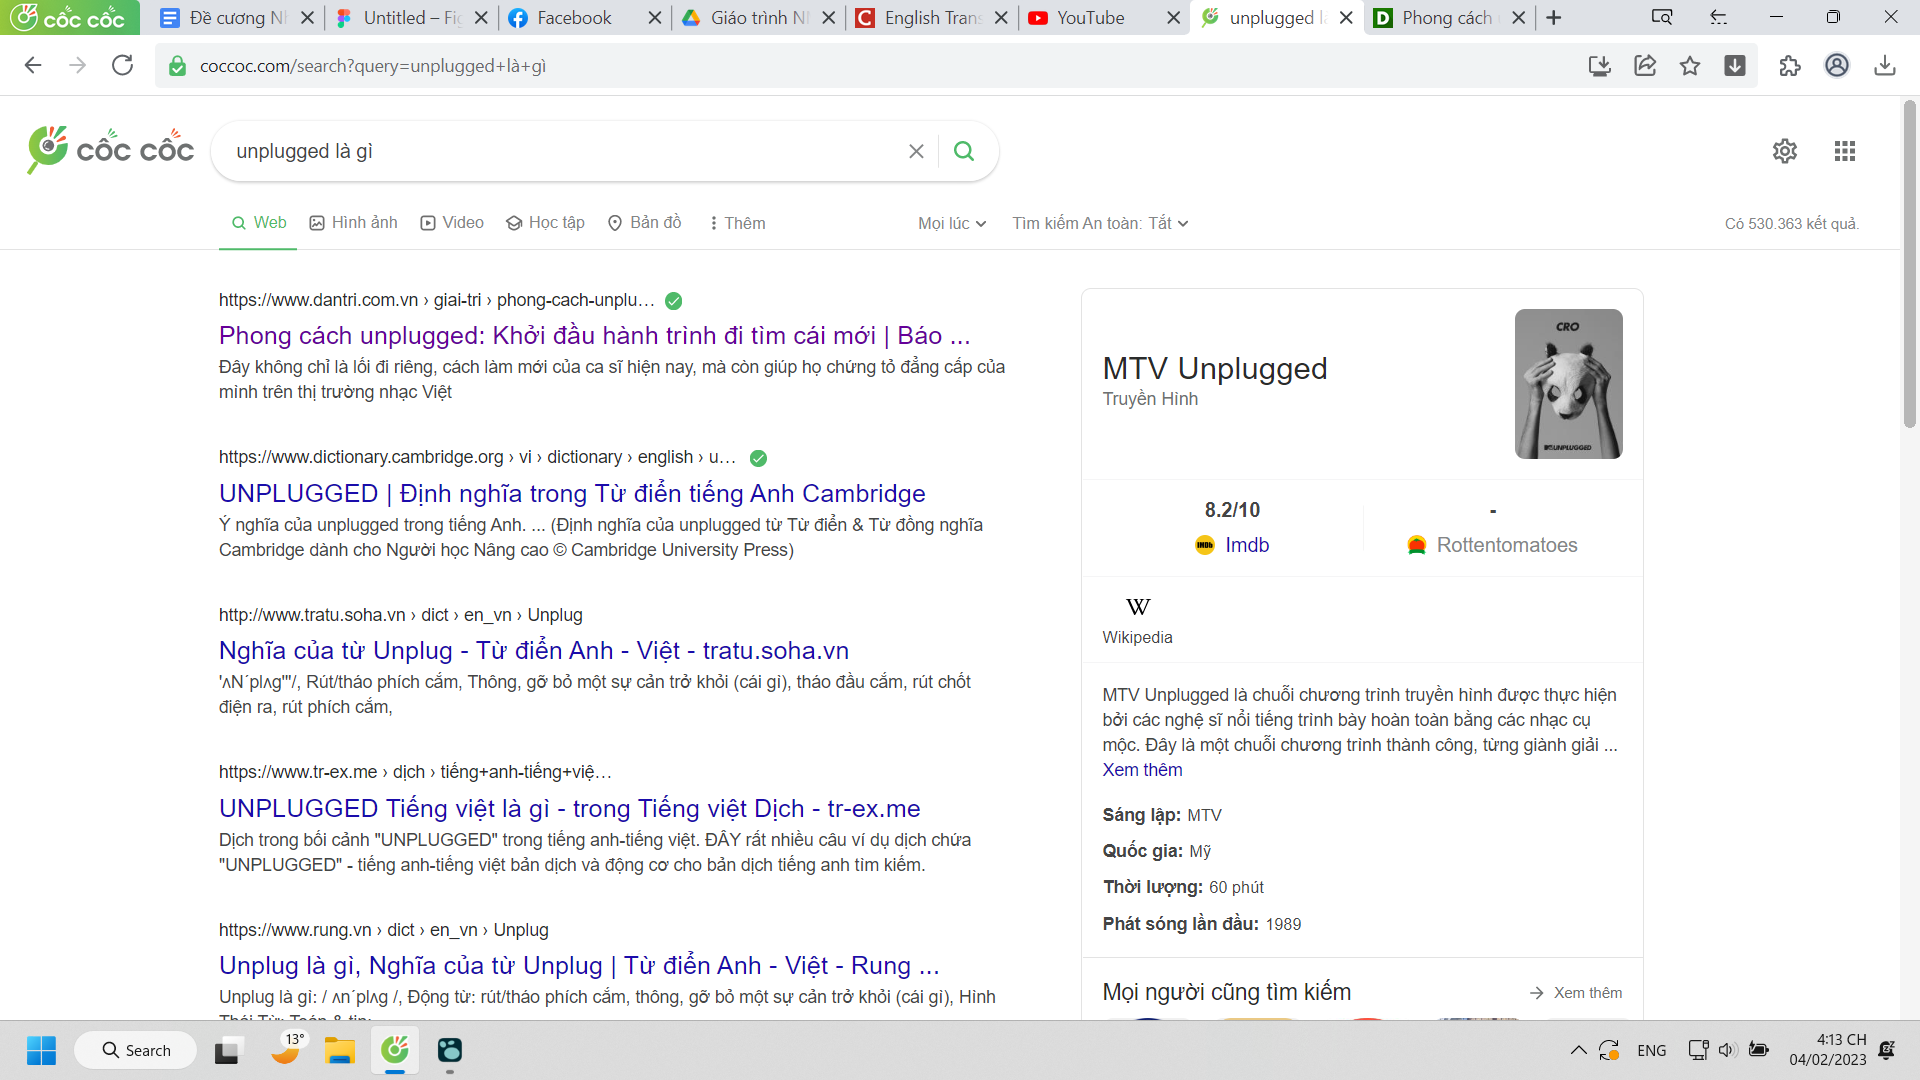 cốc cốc
Đề cương Nh
Untitled – Fig
Facebook
Giáo trình Nh
English Trans
YouTube
unplugged là
Phong cách
coccoc.com/search?query=unplugged+là+gì
cốc cốc
unplugged là gì
Web
Hình ảnh
Video
Học tập
Bản đồ
Thêm
Mọi lúc
Tìm kiếm An toàn: Tắt
Có 530.363 kết quả.
https://www.dantri.com.vn › giai-tri › phong-cach-unplu…
Phong cách unplugged: Khởi đầu hành trình đi tìm cái mới | Báo ...
Đây không chỉ là lối đi riêng, cách làm mới của ca sĩ hiện nay, mà còn giúp họ chứng tỏ đẳng cấp của
mình trên thị trường nhạc Việt
https://www.dictionary.cambridge.org › vi › dictionary › english › u…
UNPLUGGED | Định nghĩa trong Từ điển tiếng Anh Cambridge
Ý nghĩa của unplugged trong tiếng Anh. ... (Định nghĩa của unplugged từ Từ điển & Từ đồng nghĩa
Cambridge dành cho Người học Nâng cao © Cambridge University Press)
http://www.tratu.soha.vn › dict › en_vn › Unplug
Nghĩa của từ Unplug - Từ điển Anh - Việt - tratu.soha.vn
'ʌN´plʌg'"/, Rút/tháo phích cắm, Thông, gỡ bỏ một sự cản trở khỏi (cái gì), tháo đầu cắm, rút chốt
điện ra, rút phích cắm,
https://www.tr-ex.me › dịch › tiếng+anh-tiếng+việ…
UNPLUGGED Tiếng việt là gì - trong Tiếng việt Dịch - tr-ex.me
Dịch trong bối cảnh "UNPLUGGED" trong tiếng anh-tiếng việt. ĐÂY rất nhiều câu ví dụ dịch chứa
"UNPLUGGED" - tiếng anh-tiếng việt bản dịch và động cơ cho bản dịch tiếng anh tìm kiếm.
https://www.rung.vn › dict › en_vn › Unplug
Unplug là gì, Nghĩa của từ Unplug | Từ điển Anh - Việt - Rung ...
Unplug là gì: / ʌn´plʌg /, Động từ: rút/tháo phích cắm, thông, gỡ bỏ một sự cản trở khỏi (cái gì), Hình
MTV Unplugged
Truyền Hình
CRO
MTV UNPLUGGED
8.2/10
IMDb
Imdb
-
Rottentomatoes
W
Wikipedia
MTV Unplugged là chuỗi chương trình truyền hình được thực hiện
bởi các nghệ sĩ nổi tiếng trình bày hoàn toàn bằng các nhạc cụ
mộc. Đây là một chuỗi chương trình thành công, từng giành giải ...
Xem thêm
Sáng lập: MTV
Quốc gia: Mỹ
Thời lượng: 60 phút
Phát sóng lần đầu: 1989
Mọi người cũng tìm kiếm
Xem thêm
Search
13°
ENG
4:13 CH
04/02/2023